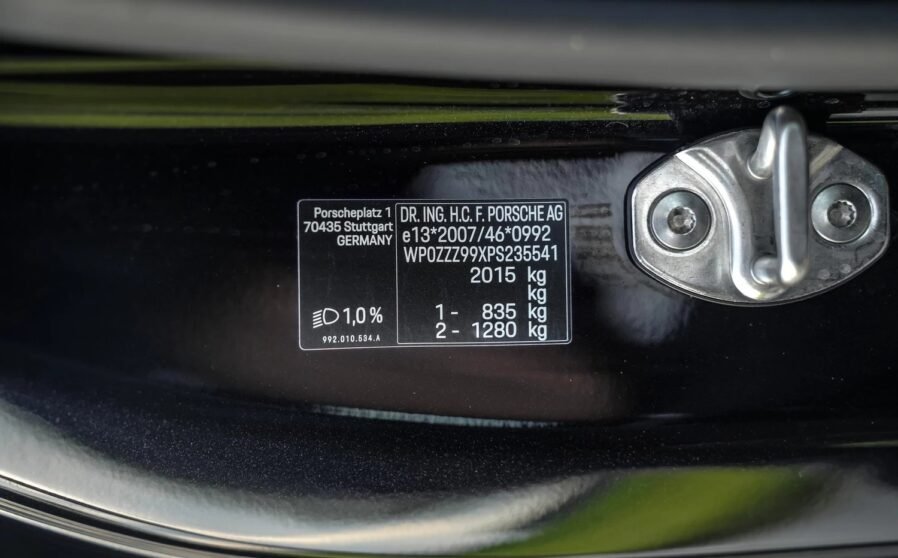 Porscheplatz 1
70435 Stuttgart
GERMANY
1,0 %
992.010.534.A
DR. ING. H.C. F. PORSCHE AG
e13*2007/46*0992
WP0ZZZ99XPS235541
2015 kg
kg
1 - 835 kg
2 - 1280 kg